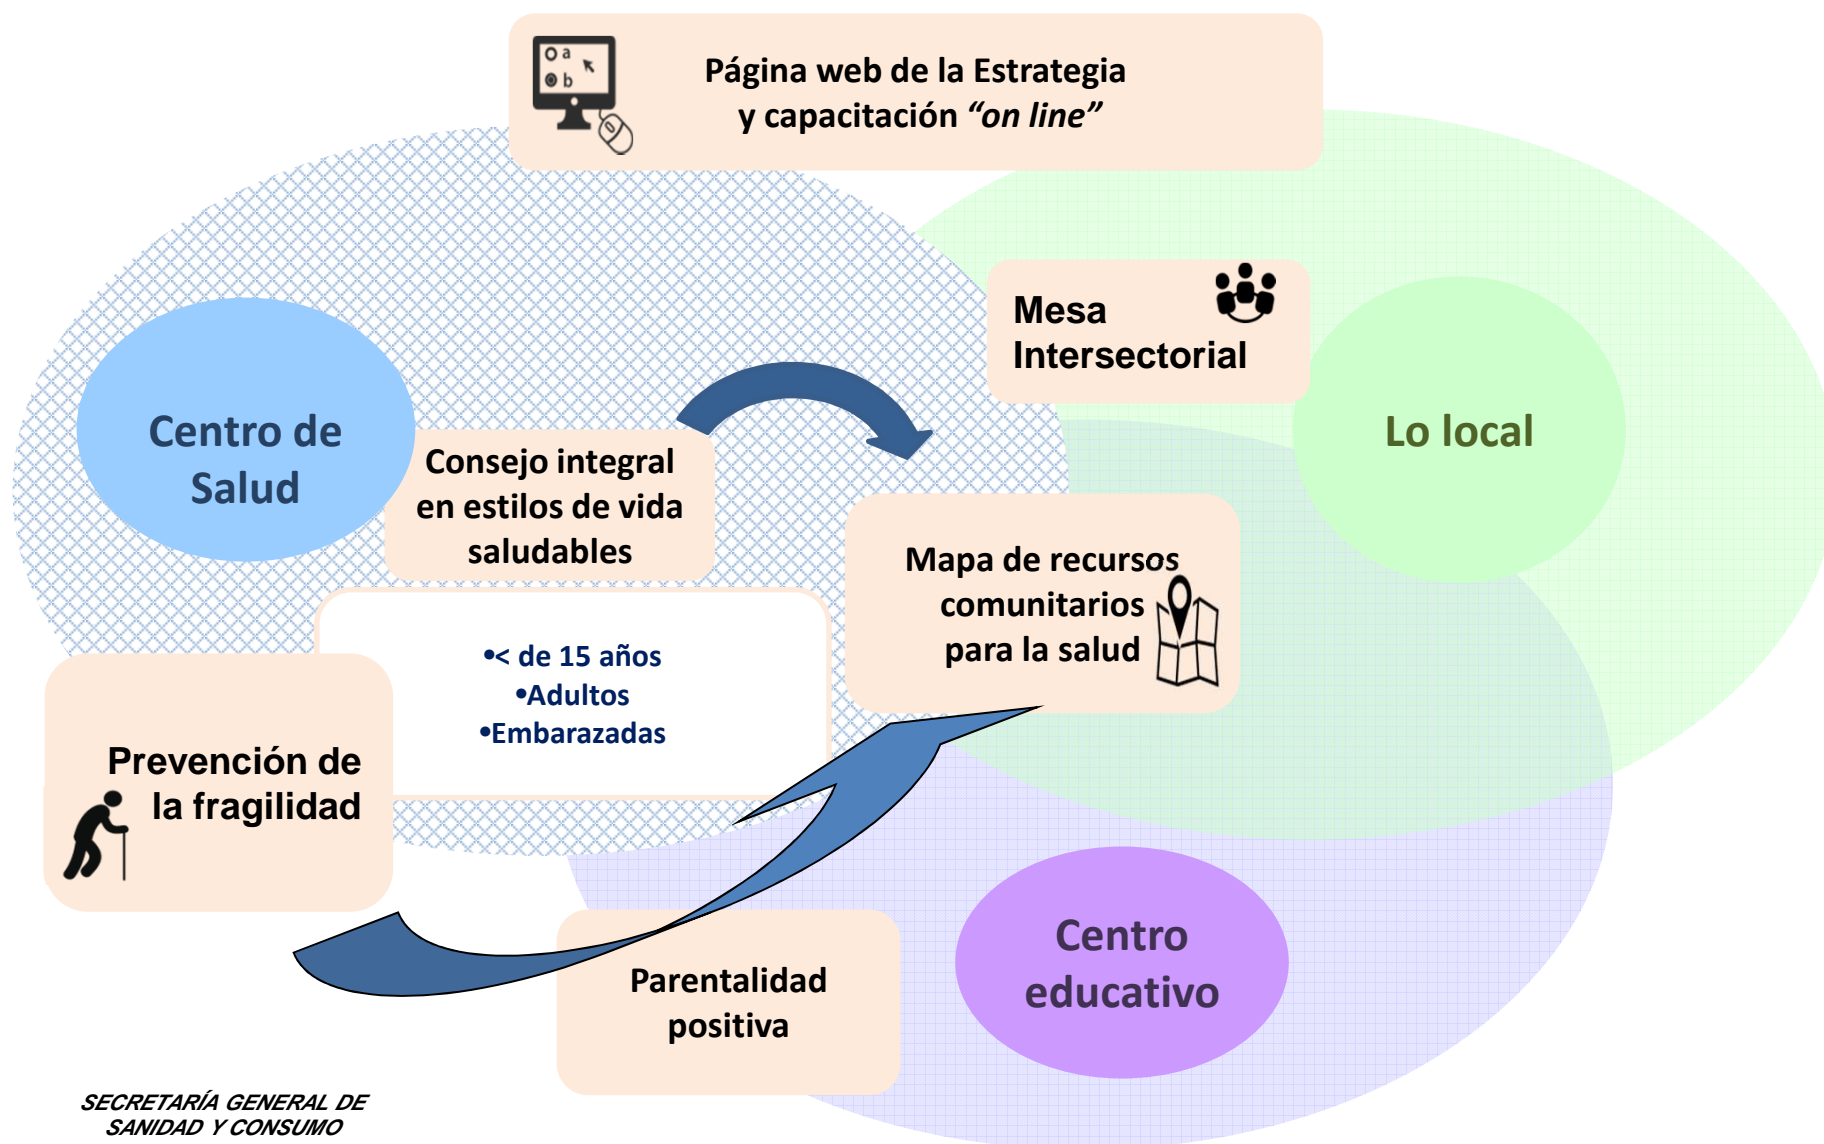 a
b
Página web de la Estrategia
y capacitación “on line”
Mesa
Intersectorial
Centro de
Salud
Lo local
Consejo integral
en estilos de vida
saludables
Mapa de recursos
comunitarios
para la salud
•< de 15 años
•Adultos
•Embarazadas
Prevención de
la fragilidad
Centro
educativo
Parentalidad
positiva
SECRETARÍA GENERAL DE
SANIDAD Y CONSUMO